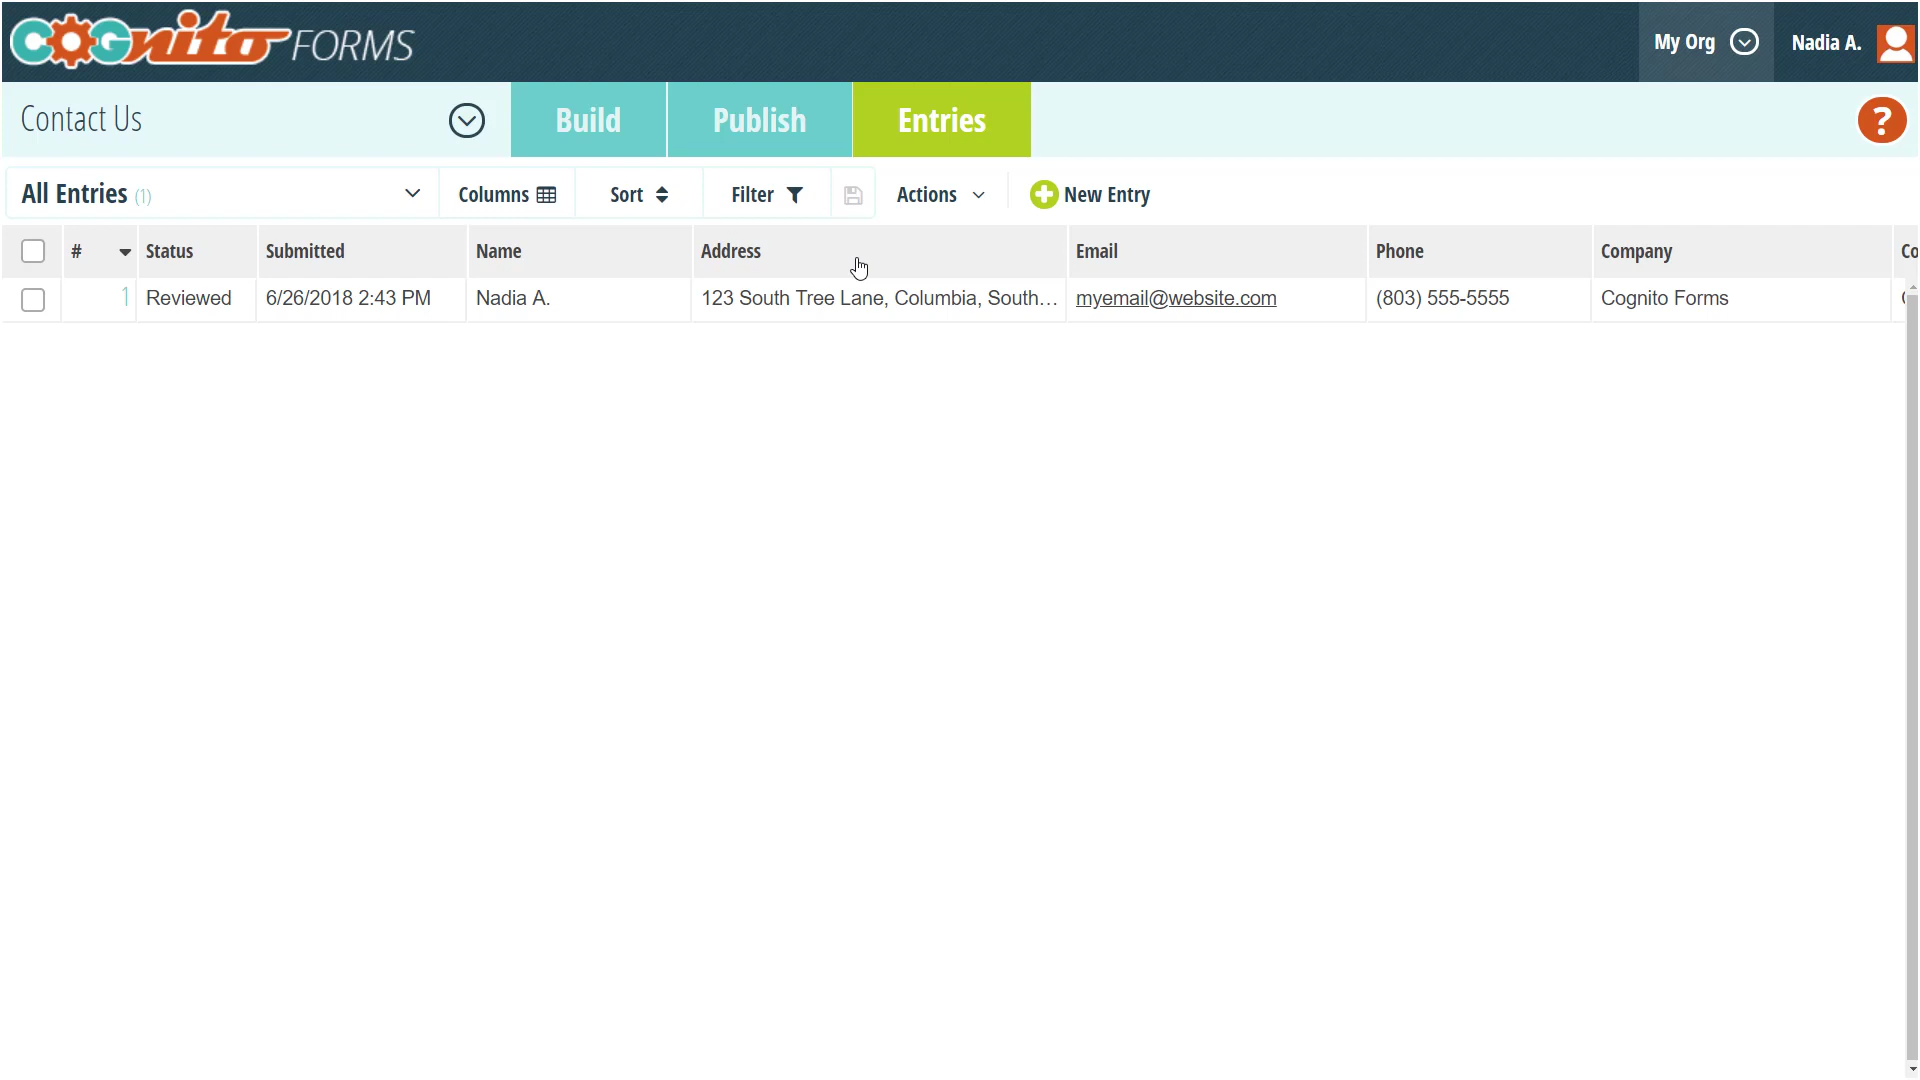 COGnito FORMS
My Org
Nadia A.
Contact Us
Build
Publish
Entries
?
All Entries (1)
Columns
Sort
Filter
Actions
New Entry
# Status Submitted Name Address Email Phone Company Co
1 Reviewed 6/26/2018 2:43 PM Nadia A. 123 South Tree Lane, Columbia, South... myemail@website.com (803) 555-5555 Cognito Forms